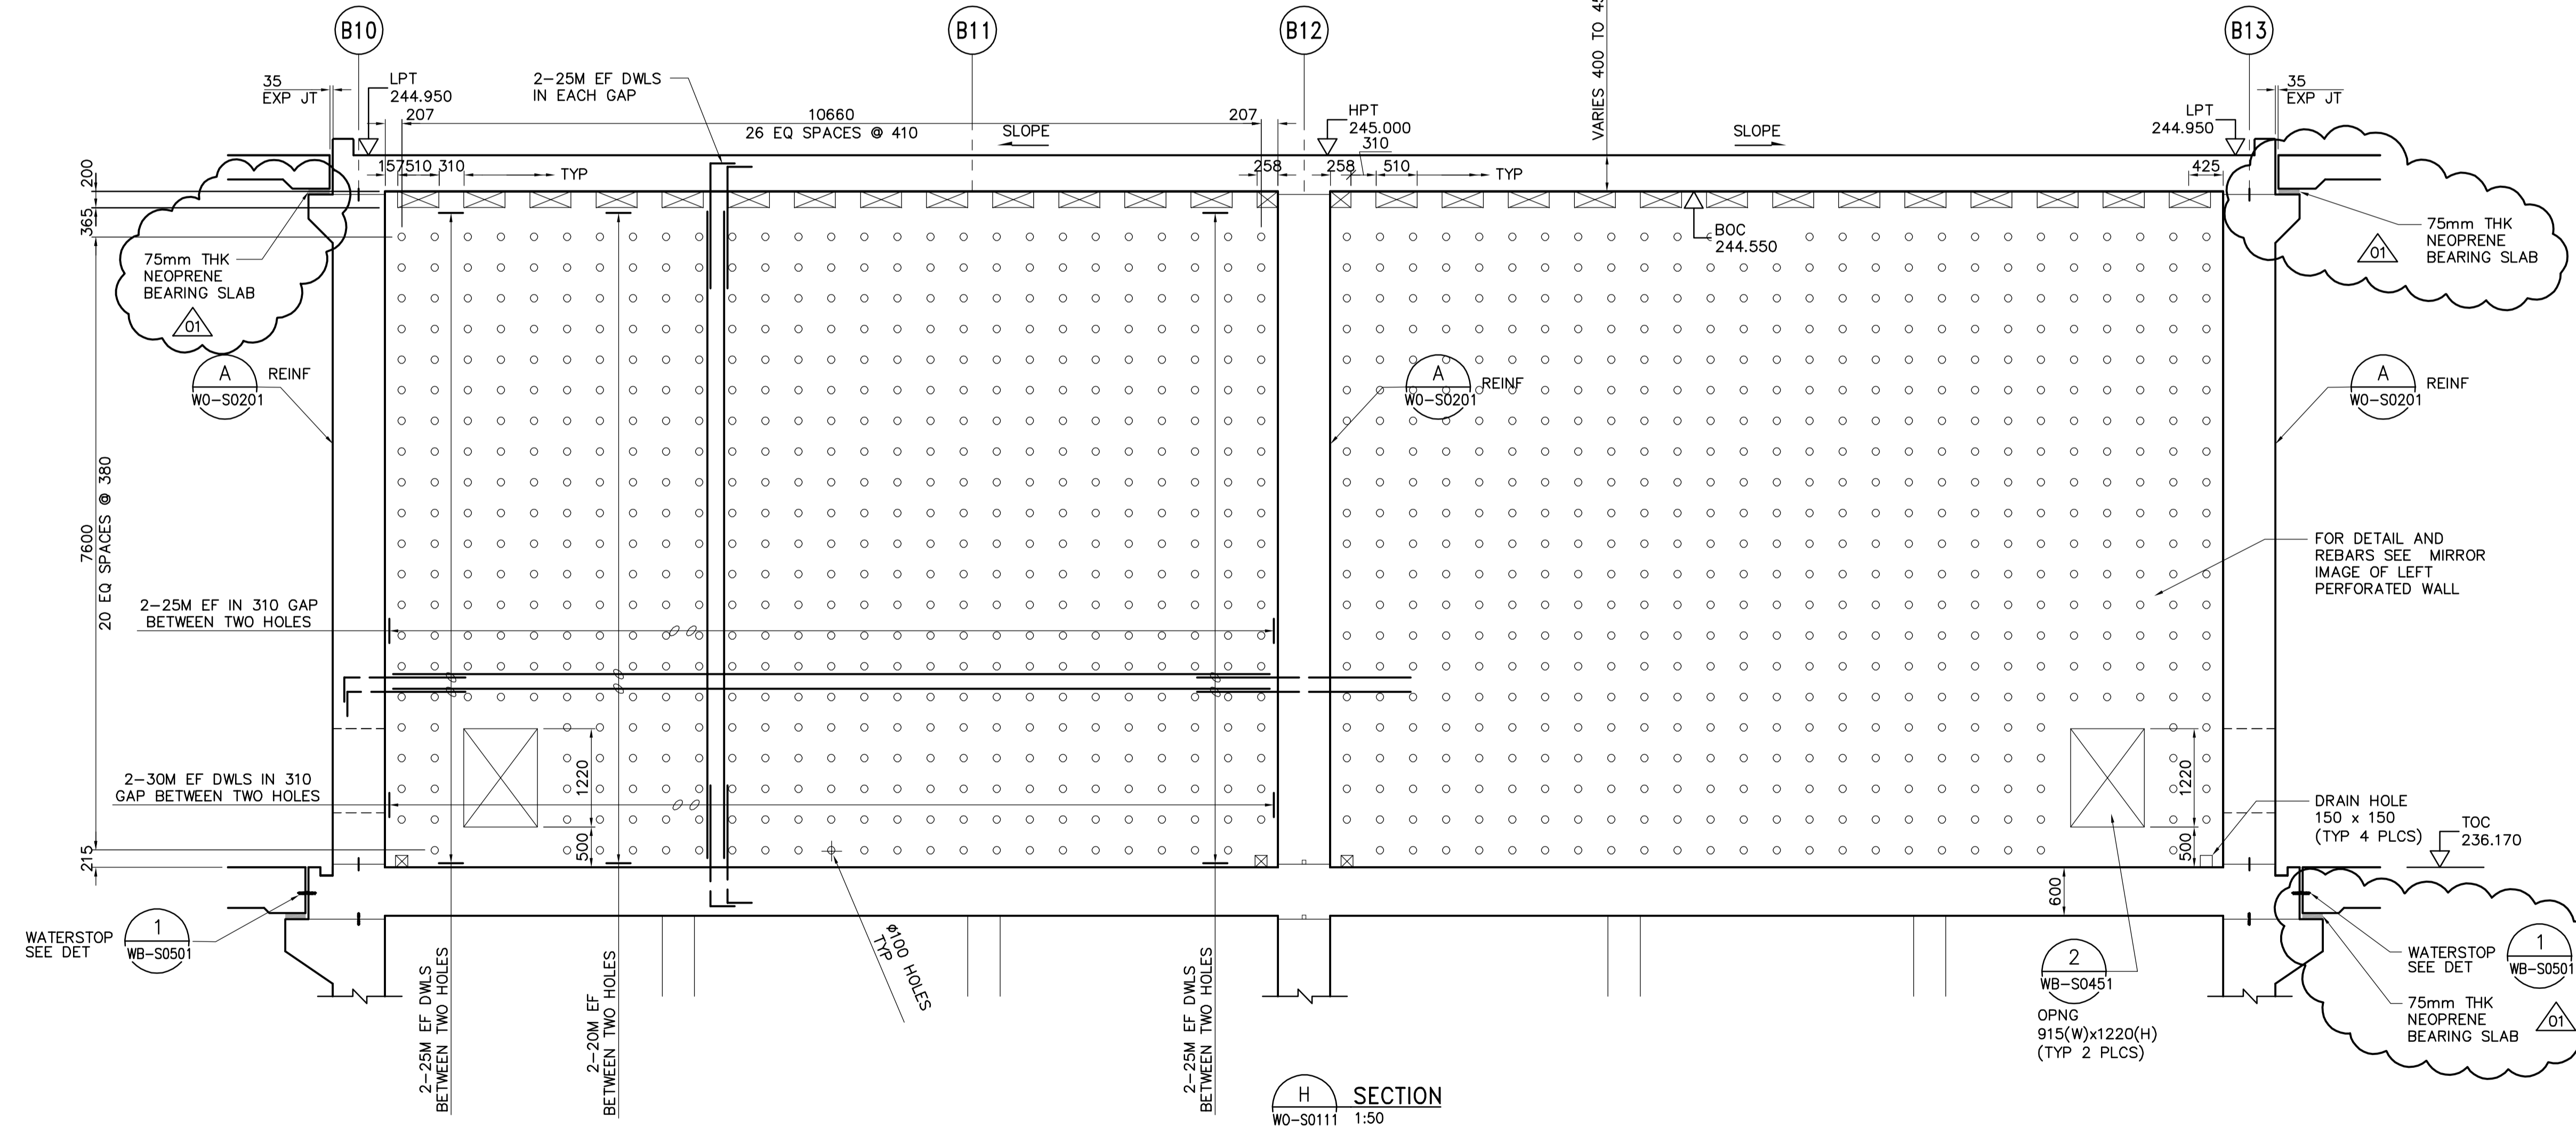 B10
B11
B12
B13
35
EXP JT
LPT
244.950
2-25M EF DWLS
IN EACH GAP
207
10660
26 EQ SPACES @ 410
207
SLOPE
HPT
245.000
310
VARIES 400 TO
SLOPE
LPT
244.950
35
EXP JT
200
157
510
310
TYP
258
258
510
TYP
425
365
BOC
244.550
75mm THK
NEOPRENE
BEARING SLAB
01
75mm THK
NEOPRENE
BEARING SLAB
01
A
WO-S0201
REINF
A
WO-S0201
REINF
A
WO-S0201
REINF
7600
20 EQ SPACES @ 380
FOR DETAIL AND
REBARS SEE MIRROR
IMAGE OF LEFT
PERFORATED WALL
2-25M EF IN 310 GAP
BETWEEN TWO HOLES
2-30M EF DWLS IN 310
GAP BETWEEN TWO HOLES
1220
500
1220
500
DRAIN HOLE
150 x 150
(TYP 4 PLCS)
TOC
236.170
215
600
WATERSTOP
SEE DET
1
WB-S0501
2-25M EF DWLS
BETWEEN TWO HOLES
2-20M EF
BETWEEN TWO HOLES
ø100 HOLES
TYP
2-25M EF DWLS
BETWEEN TWO HOLES
2
WB-S0451
OPNG
915(W)x1220(H)
(TYP 2 PLCS)
WATERSTOP
SEE DET
1
WB-S0501
75mm THK
NEOPRENE
BEARING SLAB
01
H
WO-S0111
SECTION
1:50